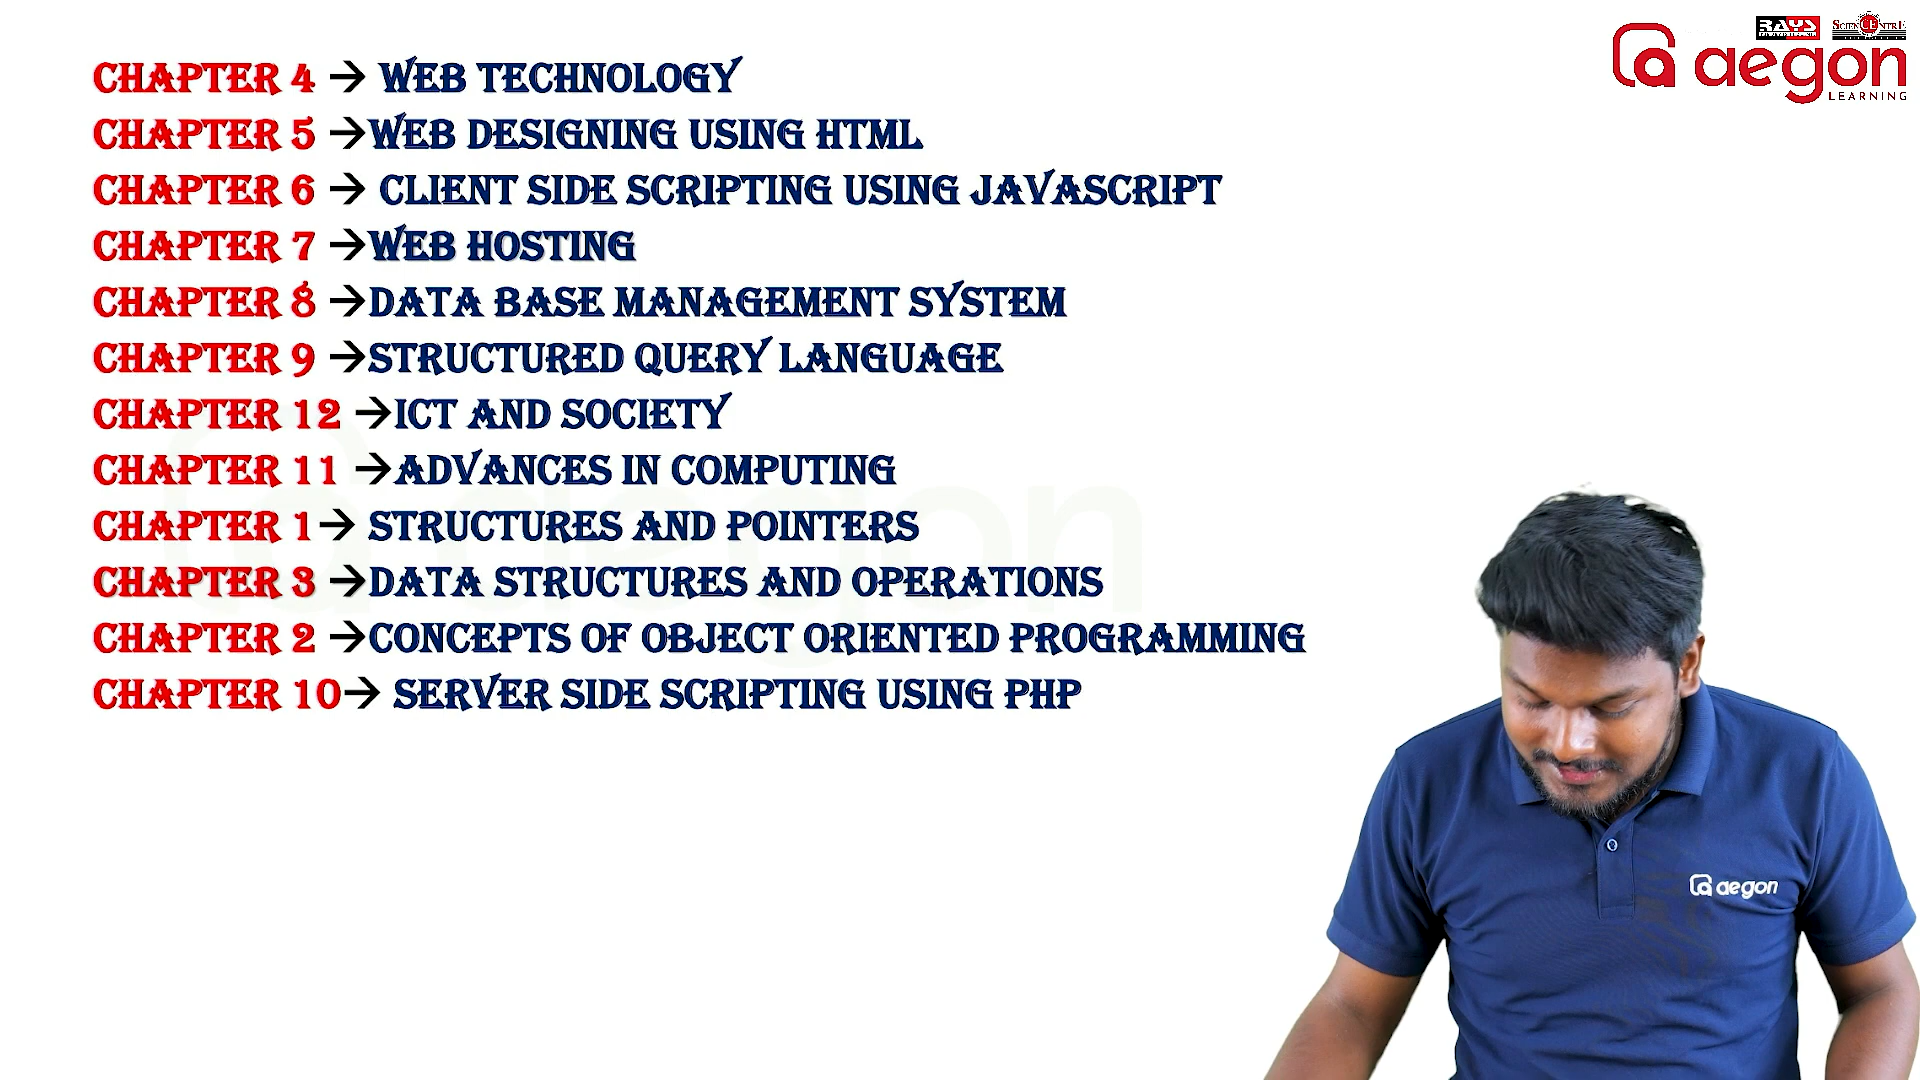 CHAPTER 4 → WEB TECHNOLOGY
CHAPTER 5 →WEB DESIGNING USING HTML
CHAPTER 6 → CLIENT SIDE SCRIPTING USING JAVASCRIPT
CHAPTER 7 →WEB HOSTING
CHAPTER 8 →DATA BASE MANAGEMENT SYSTEM
CHAPTER 9 →STRUCTURED QUERY LANGUAGE
CHAPTER 12 →ICT AND SOCIETY
CHAPTER 11 →ADVANCES IN COMPUTING
CHAPTER 1→ STRUCTURES AND POINTERS
CHAPTER 3 →DATA STRUCTURES AND OPERATIONS
CHAPTER 2 →CONCEPTS OF OBJECT ORIENTED PROGRAMMING
CHAPTER 10→ SERVER SIDE SCRIPTING USING PHP
RAYS
SCIENCENTRE
aegon
LEARNING
aegon
aegon